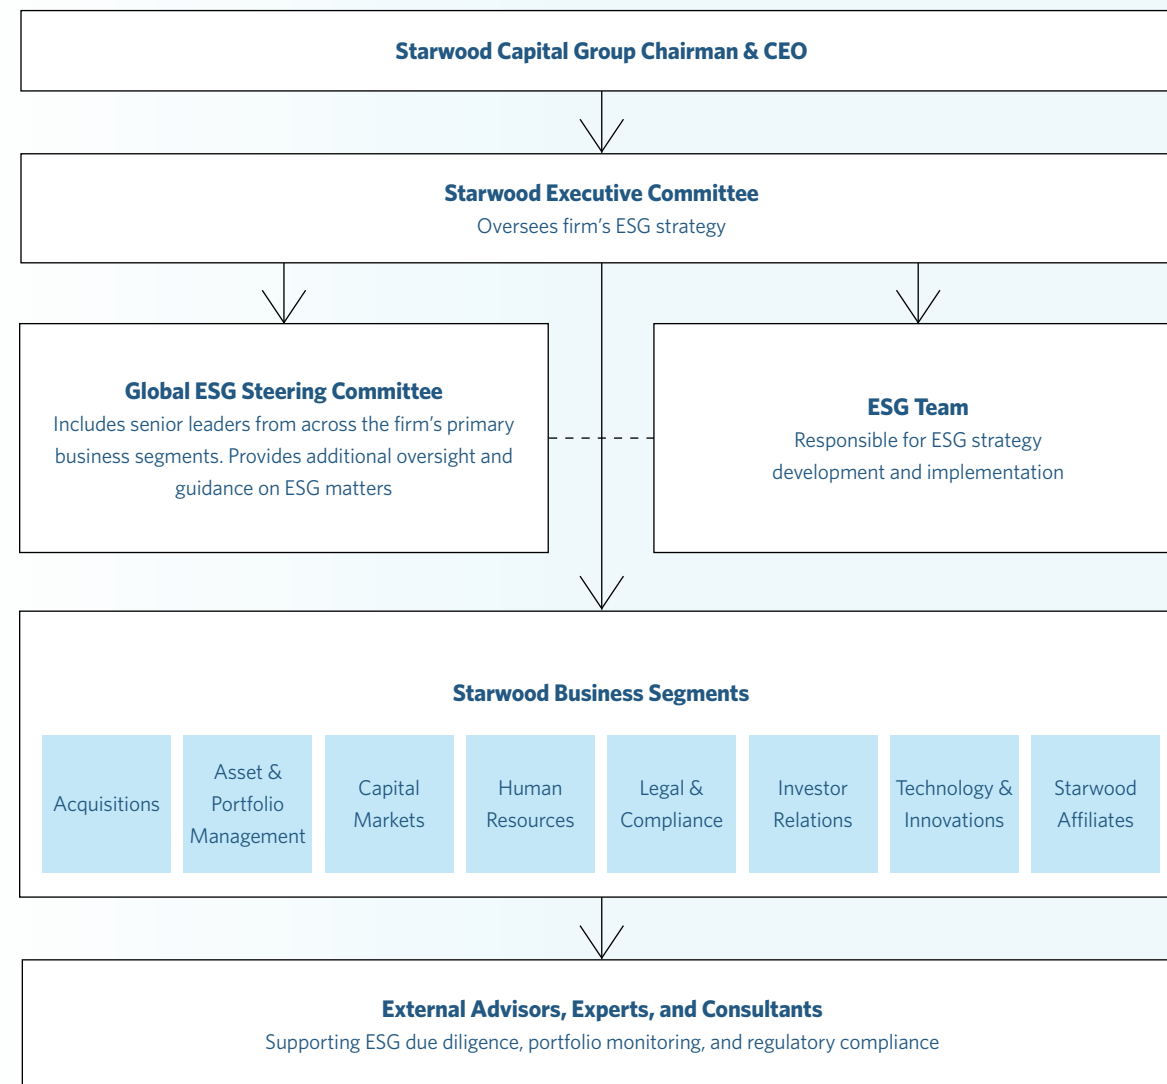 Starwood Capital Group Chairman & CEO
Starwood Executive Committee
Oversees firm’s ESG strategy
Global ESG Steering Committee
Includes senior leaders from across the firm’s primary
business segments. Provides additional oversight and
guidance on ESG matters
ESG Team
Responsible for ESG strategy
development and implementation
Starwood Business Segments
Acquisitions
Asset &
Portfolio
Management
Capital
Markets
Human
Resources
Legal &
Compliance
Investor
Relations
Technology &
Innovations
Starwood
Affiliates
External Advisors, Experts, and Consultants
Supporting ESG due diligence, portfolio monitoring, and regulatory compliance